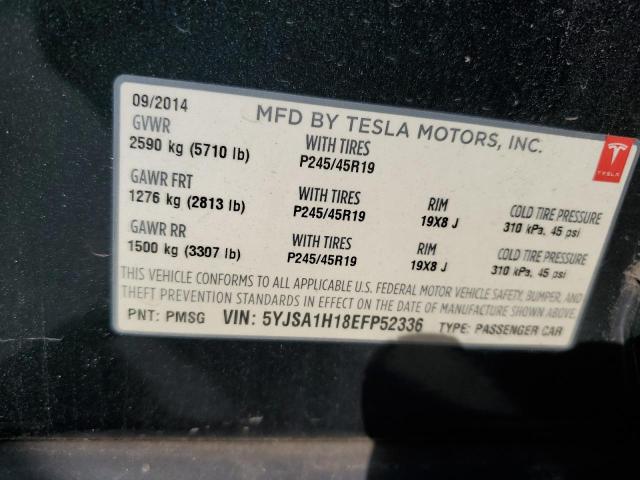 09/2014
MFD BY TESLA MOTORS, INC.
GVWR
2590 kg (5710 lb)
WITH TIRES
P245/45R19
TESLA
GAWR FRT
1276 kg (2813 lb)
WITH TIRES
P245/45R19
RIM
19X8 J
COLD TIRE PRESSURE
310 kPa, 45 psi
GAWR RR
1500 kg (3307 lb)
WITH TIRES
P245/45R19
RIM
19X8 J
COLD TIRE PRESSURE
310 kPa, 45 psi
THIS VEHICLE CONFORMS TO ALL APPLICABLE U.S. FEDERAL MOTOR VEHICLE SAFETY, BUMPER, AND
THEFT PREVENTION STANDARDS IN EFFECT ON THE DATE OF MANUFACTURE SHOWN ABOVE.
PNT: PMSG VIN: 5YJSA1H18EFP52336 TYPE: PASSENGER CAR